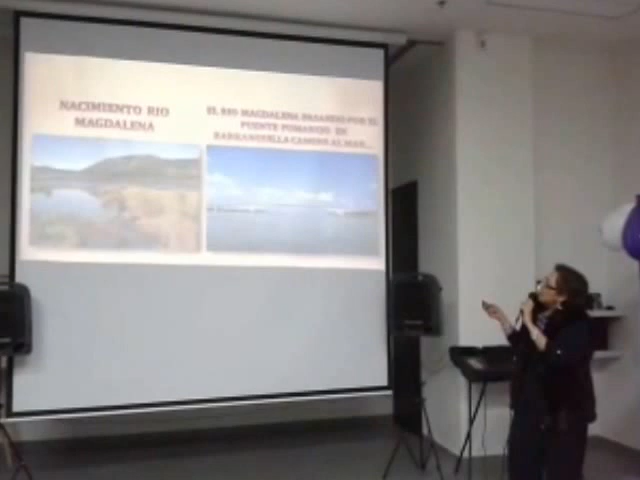 NACIMIENTO RIO
MAGDALENA
EL RIO MAGDALENA PASANDO POR EL
PUENTE PUMAREJO EN
BARRANQUILLA CAMINO AL MAR...